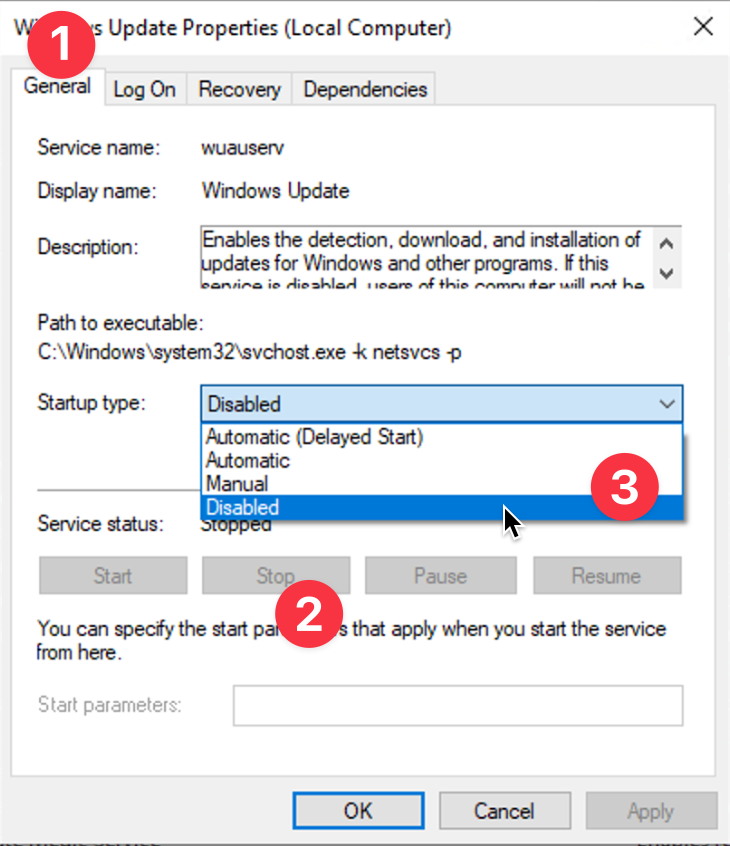 Update Properties (Local Computer)
1
General
Log On
Recovery
Dependencies
Service name:
wuauserv
Display name:
Windows Update
Description:
Enables the detection, download, and installation of
updates for Windows and other programs. If this
service is disabled, users of this computer will not be
Path to executable:
C:\Windows\system32\svchost.exe -k netsvcs -p
Startup type:
Disabled
Automatic (Delayed Start)
Automatic
Manual
3
Disabled
Service status:
Stopped
Start
Stop
Pause
Resume
2
You can specify the start that apply when you start the service
from here.
Start parameters:
OK
Cancel
Apply